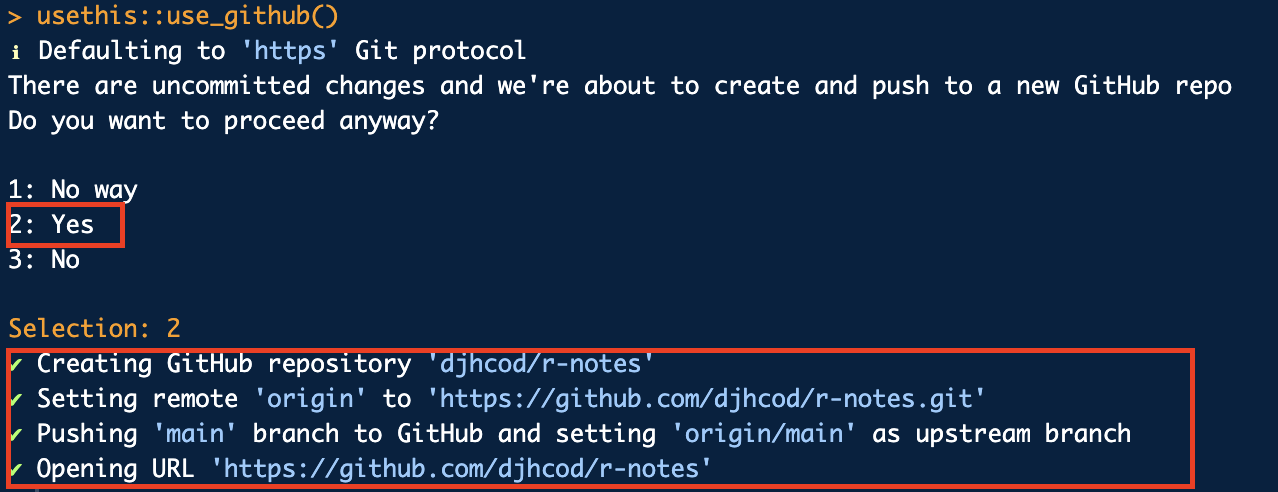 > usethis::use_github()
ℹ Defaulting to 'https' Git protocol
There are uncommitted changes and we're about to create and push to a new GitHub repo
Do you want to proceed anyway?
1: No way
2: Yes
3: No
Selection: 2
✔ Creating GitHub repository 'djhcod/r-notes'
✔ Setting remote 'origin' to 'https://github.com/djhcod/r-notes.git'
✔ Pushing 'main' branch to GitHub and setting 'origin/main' as upstream branch
✔ Opening URL 'https://github.com/djhcod/r-notes'